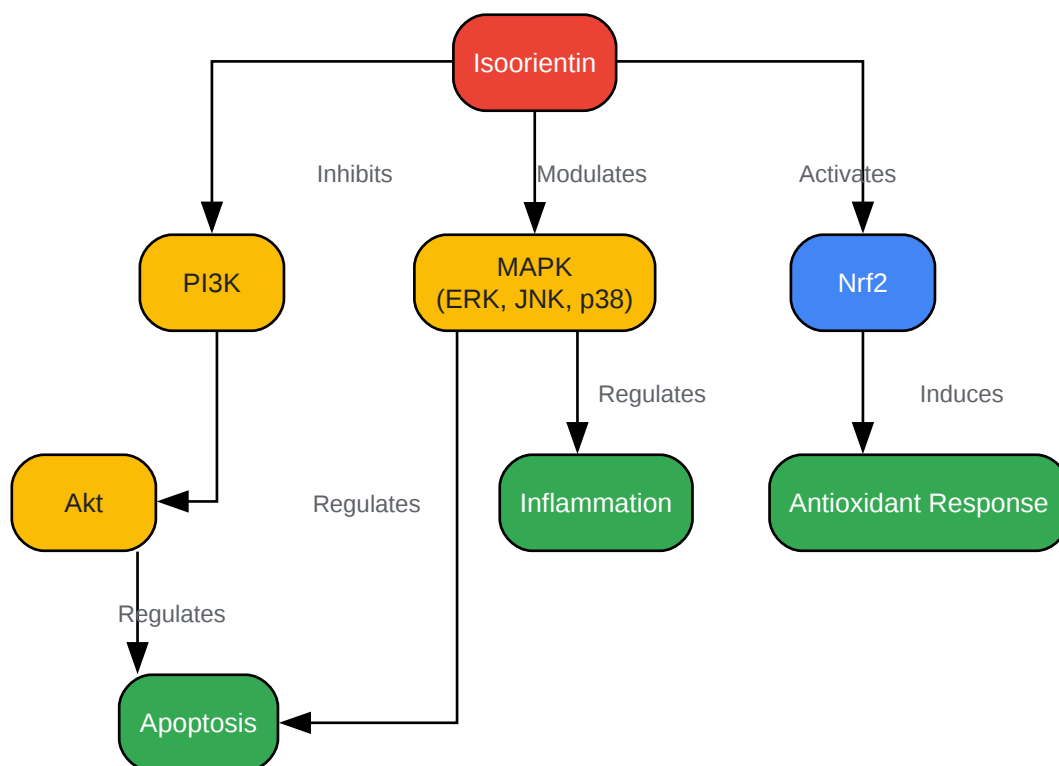 Isoorientin
Inhibits
Modulates
Activates
PI3K
MAPK
(ERK, JNK, p38)
Nrf2
Regulates
Induces
Akt
Regulates
Inflammation
Antioxidant Response
Regulates
Apoptosis